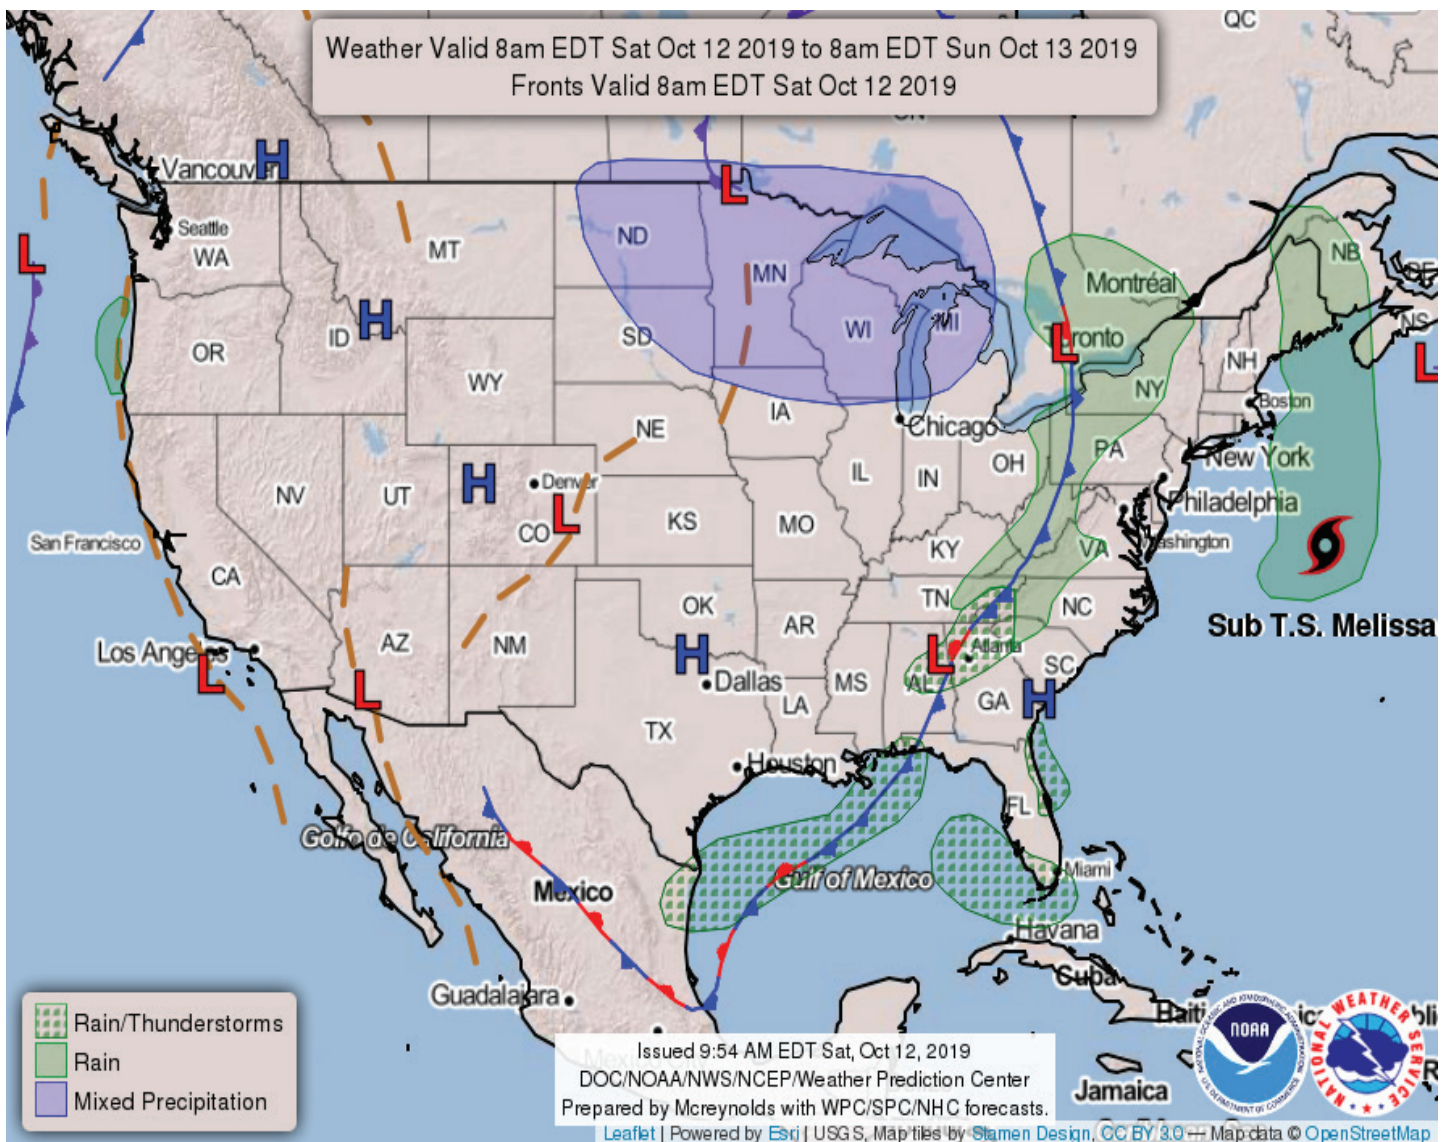 QC
Weather Valid 8am EDT Sat Oct 12 2019 to 8am EDT Sun Oct 13 2019
Fronts Valid 8am EDT Sat Oct 12 2019
Vancouver
H
L
Seattle
WA
MT
ND
MN
NB
L
Montréal
OR
ID
H
SD
WI
MI
Toronto
L
NS
L
WY
NH
NY
Boston
IA
NE
Chicago
PA
New York
NV
UT
H
Denver
IL
IN
OH
Philadelphia
CO
L
KS
MO
San Francisco
KY
VA
Washington
CA
OK
TN
NC
Sub T.S. Melissa
AR
Los Angeles
L
AZ
NM
H
L
Atlanta
SC
L
Dallas
MS
AL
GA
H
LA
TX
Houston
FL
Golfo de California
Mexico
Gulf of Mexico
Miami
Havana
Cuba
Guadalajara
Haiti
Rain/Thunderstorms
Rain
Mixed Precipitation
Issued 9:54 AM EDT Sat, Oct 12, 2019
DOC/NOAA/NWS/NCEP/Weather Prediction Center
Prepared by Mcreynolds with WPC/SPC/NHC forecasts.
Jamaica
NOAA
NATIONAL WEATHER SERVICE
Leaflet | Powered by Esri | USGS, Map tiles by Stamen Design, CC BY 3.0 — Map data © OpenStreetMap